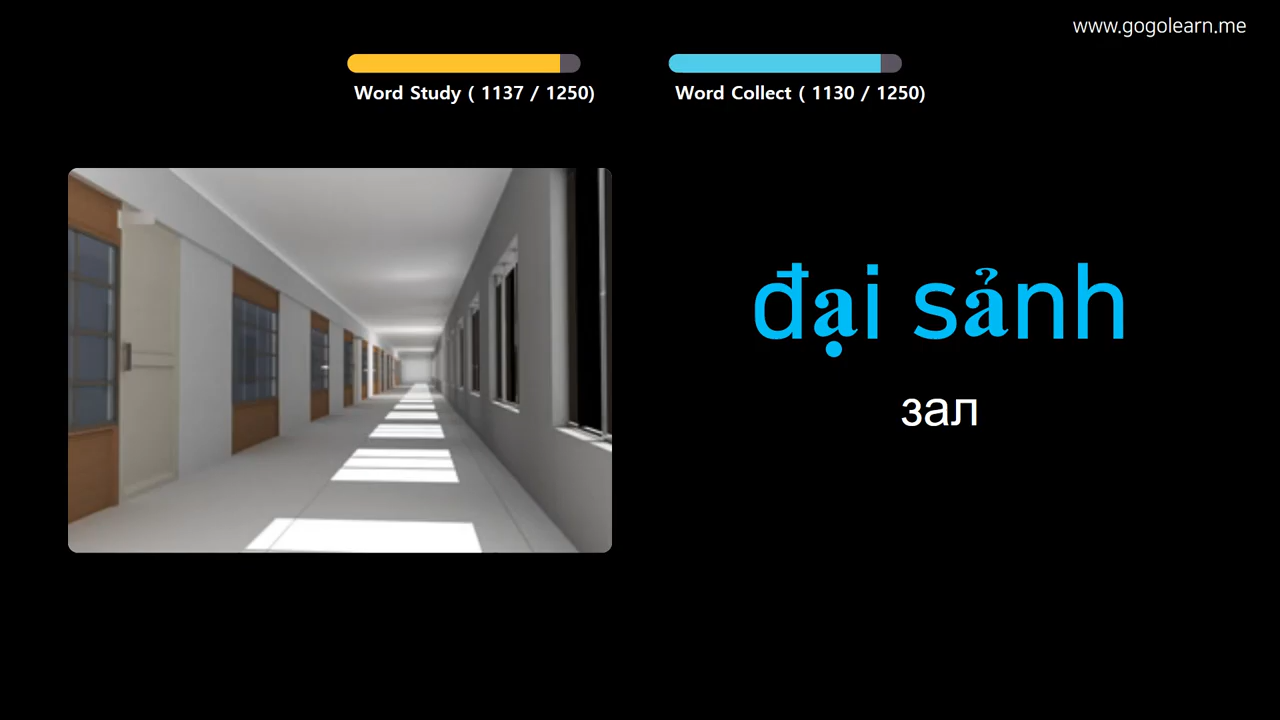 www.gogolearn.me
Word Study ( 1137 / 1250)
Word Collect ( 1130 / 1250)
đại sảnh
зал